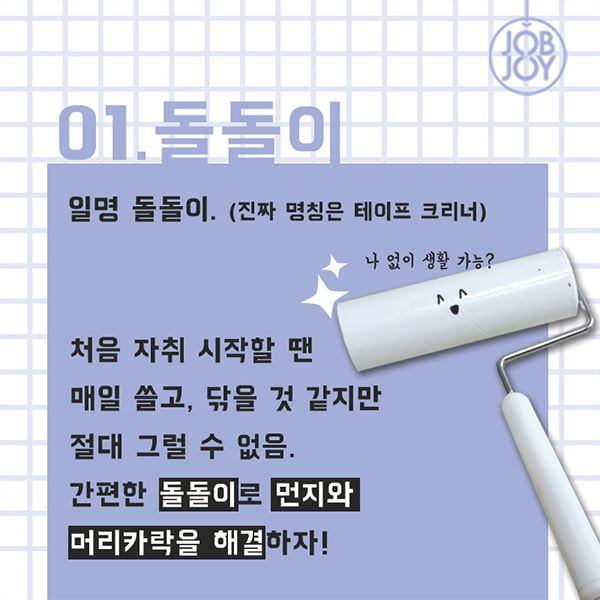 JOB
JOY
01.돌돌이
일명 돌돌이. (진짜 명칭은 테이프 크리너)
나 없이 생활 가능?
처음 자취 시작할 땐
매일 쓸고, 닦을 것 같지만
절대 그럴 수 없음.
간편한 돌돌이로 먼지와
머리카락을 해결하자!